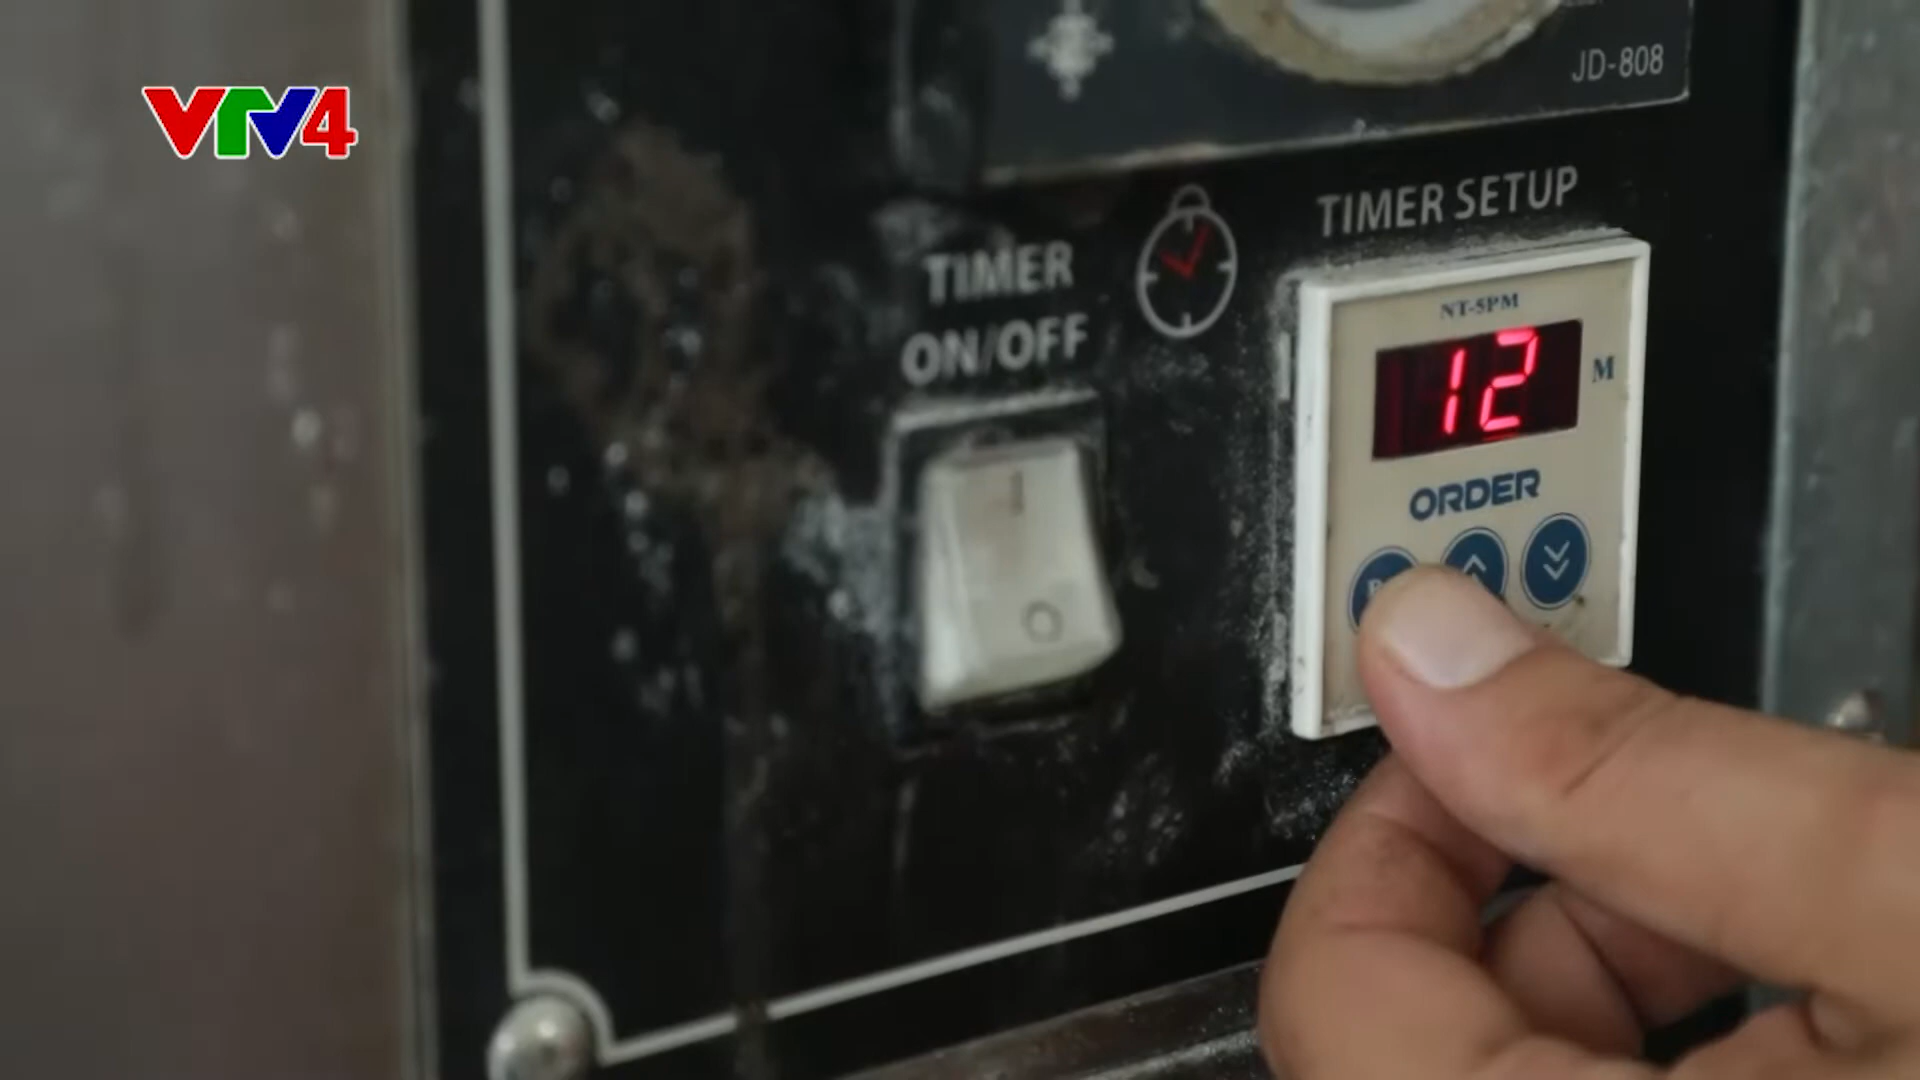 VTV4
JD-808
TIMER SETUP
TIMER
ON/OFF
NT-5PM
12
M
ORDER